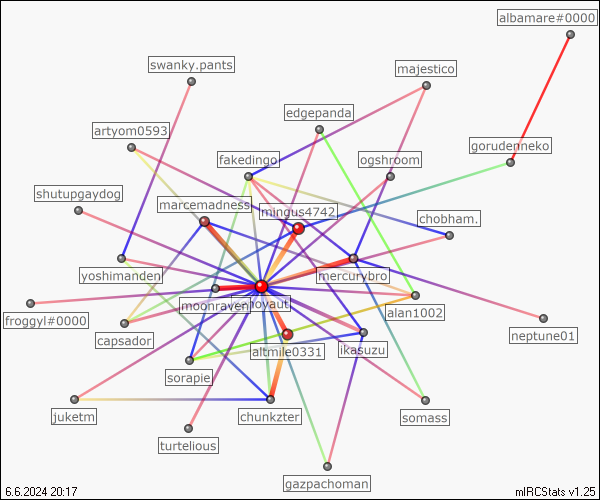 albamare#0000
swanky.pants
majestico
edgepanda
artyom0593
gorudenneko
fakedingo
ogshroom
shutupgaydog
marcemadness
mingus4742
chobham.
yoshimanden
mercurybro
moonraven
alan1002
froggyl#0000
capsador
neptune01
altmile0331
ikasuzu
sorapie
juketm
chunkzter
somass
turtelious
gazpachoman
6.6.2024 20:17
mIRCStats v1.25